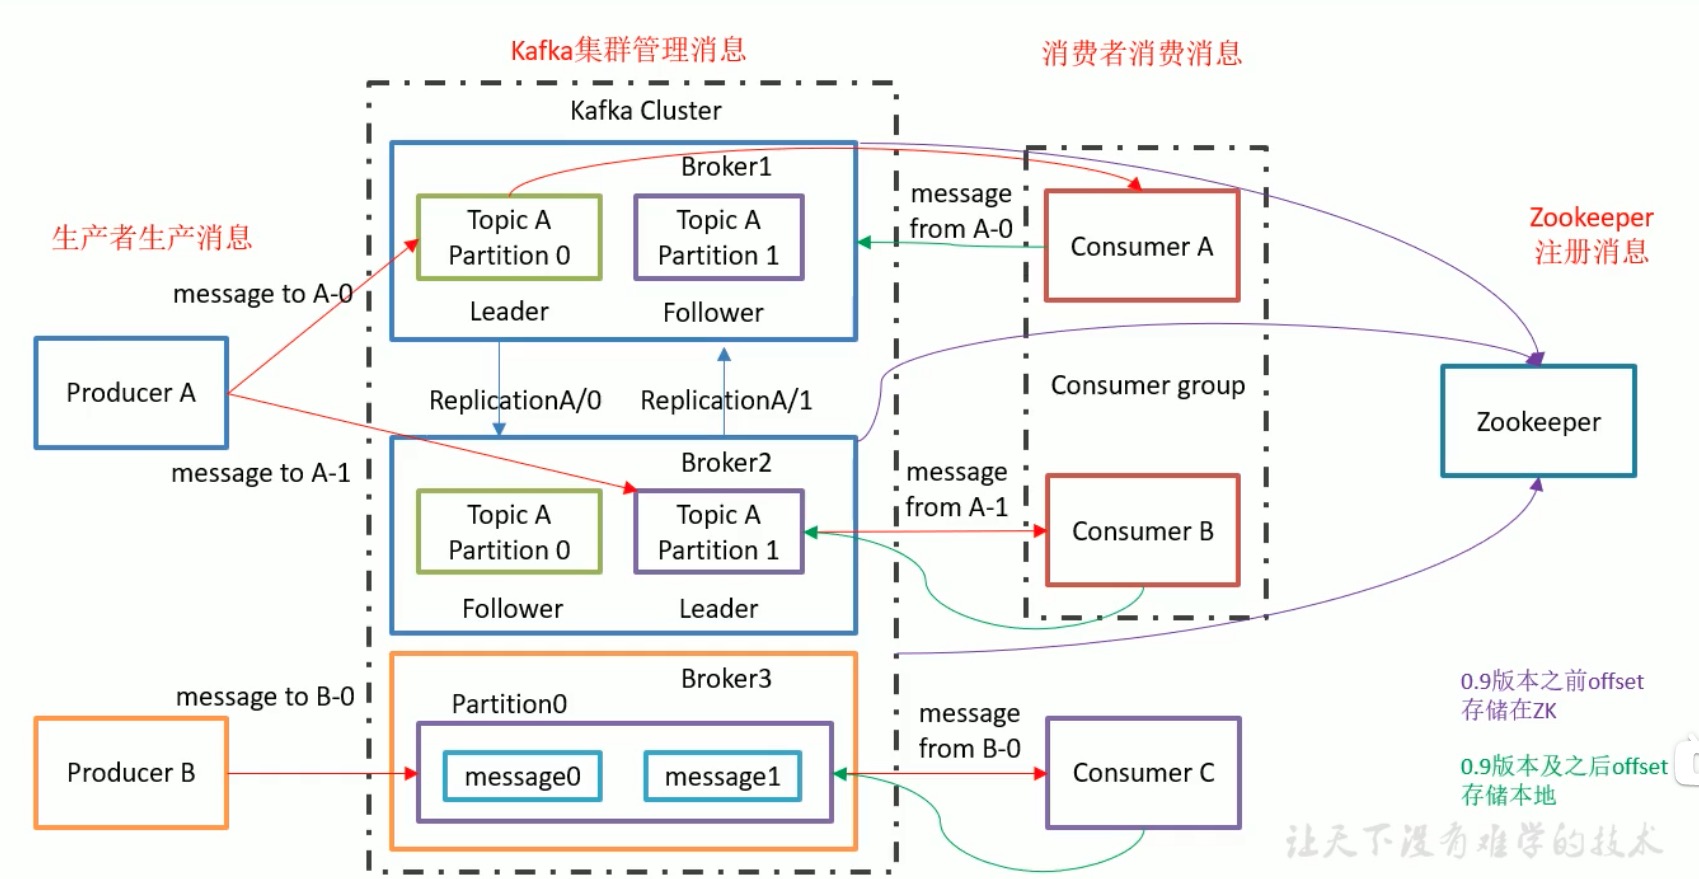 Kafka集群管理消息
消费者消费消息
Kafka Cluster
Broker1
Topic A
Partition 0
Topic A
Partition 1
Leader
Follower
message
from A-0
Consumer A
Zookeeper
注册消息
生产者生产消息
message to A-0
Producer A
message to A-1
ReplicationA/0
ReplicationA/1
Consumer group
Zookeeper
Broker2
Topic A
Partition 0
Topic A
Partition 1
Follower
Leader
message
from A-1
Consumer B
message to B-0
Producer B
Broker3
Partition0
message0
message1
message
from B-0
Consumer C
0.9版本之前offset
存储在ZK
0.9版本及之后offset
存储本地
让天下没有难学的技术